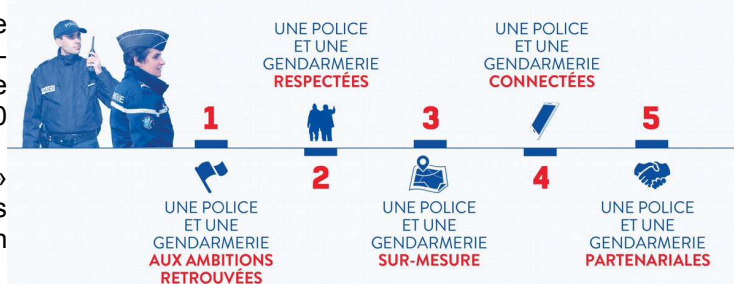 e
-
e
0
»
s
n
POLICE
1
UNE POLICE
ET UNE
GENDARMERIE
AUX AMBITIONS
RETROUVÉES
UNE POLICE
ET UNE
GENDARMERIE
RESPECTÉES
2
3
UNE POLICE
ET UNE
GENDARMERIE
SUR-MESURE
UNE POLICE
ET UNE
GENDARMERIE
CONNECTÉES
4
5
UNE POLICE
ET UNE
GENDARMERIE
PARTENARIALES